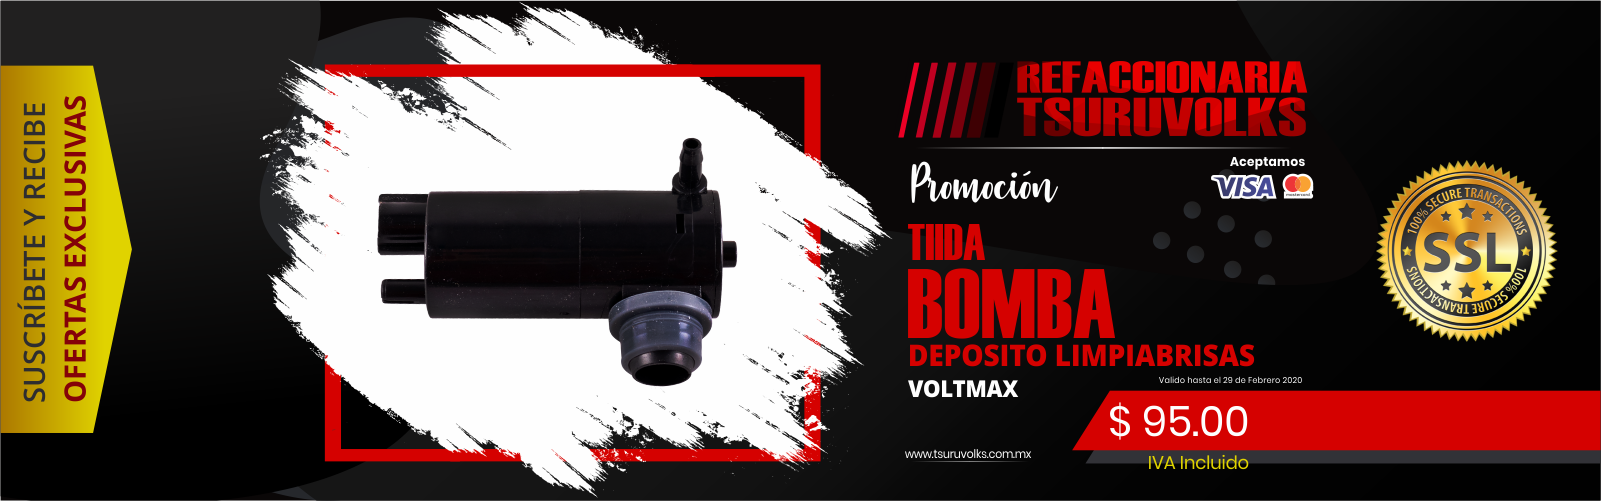 SUSCRÍBETE Y RECIBE
OFERTAS EXCLUSIVAS
REFACCIONARIA
TSURUVOLKS
Promoción
Aceptamos
VISA
mastercard
TIIDA
BOMBA
DEPOSITO LIMPIABRISAS
VOLTMAX
Valido hasta el 29 de Febrero 2020
$ 95.00
IVA Incluido
www.tsuruvolks.com.mx
100% SECURE TRANSACTIONS
SSL
100% SECURE TRANSACTIONS